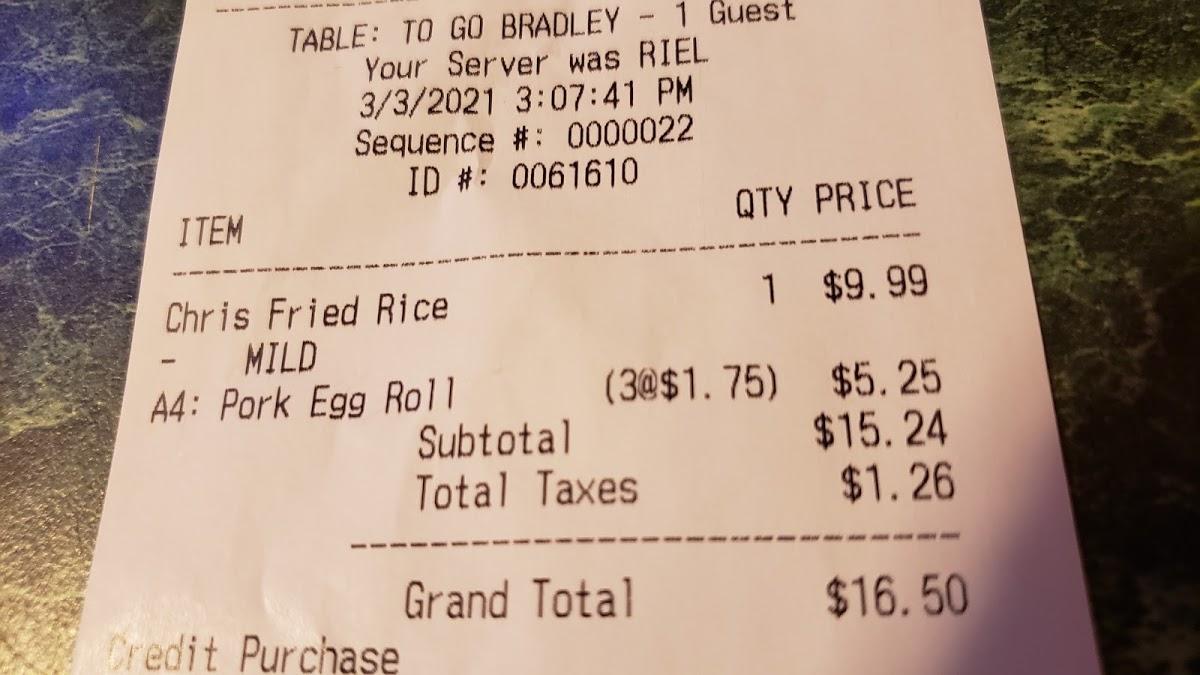 TABLE: TO GO BRADLEY - 1 Guest
Your Server was RIEL
3/3/2021 3:07:41 PM
Sequence #: 0000022
ID #: 0061610
ITEM QTY PRICE
Chris Fried Rice 1 $9.99
- MILD
A4: Pork Egg Roll (3@$1.75) $5.25
Subtotal $15.24
Total Taxes $1.26
Grand Total $16.50
Credit Purchase